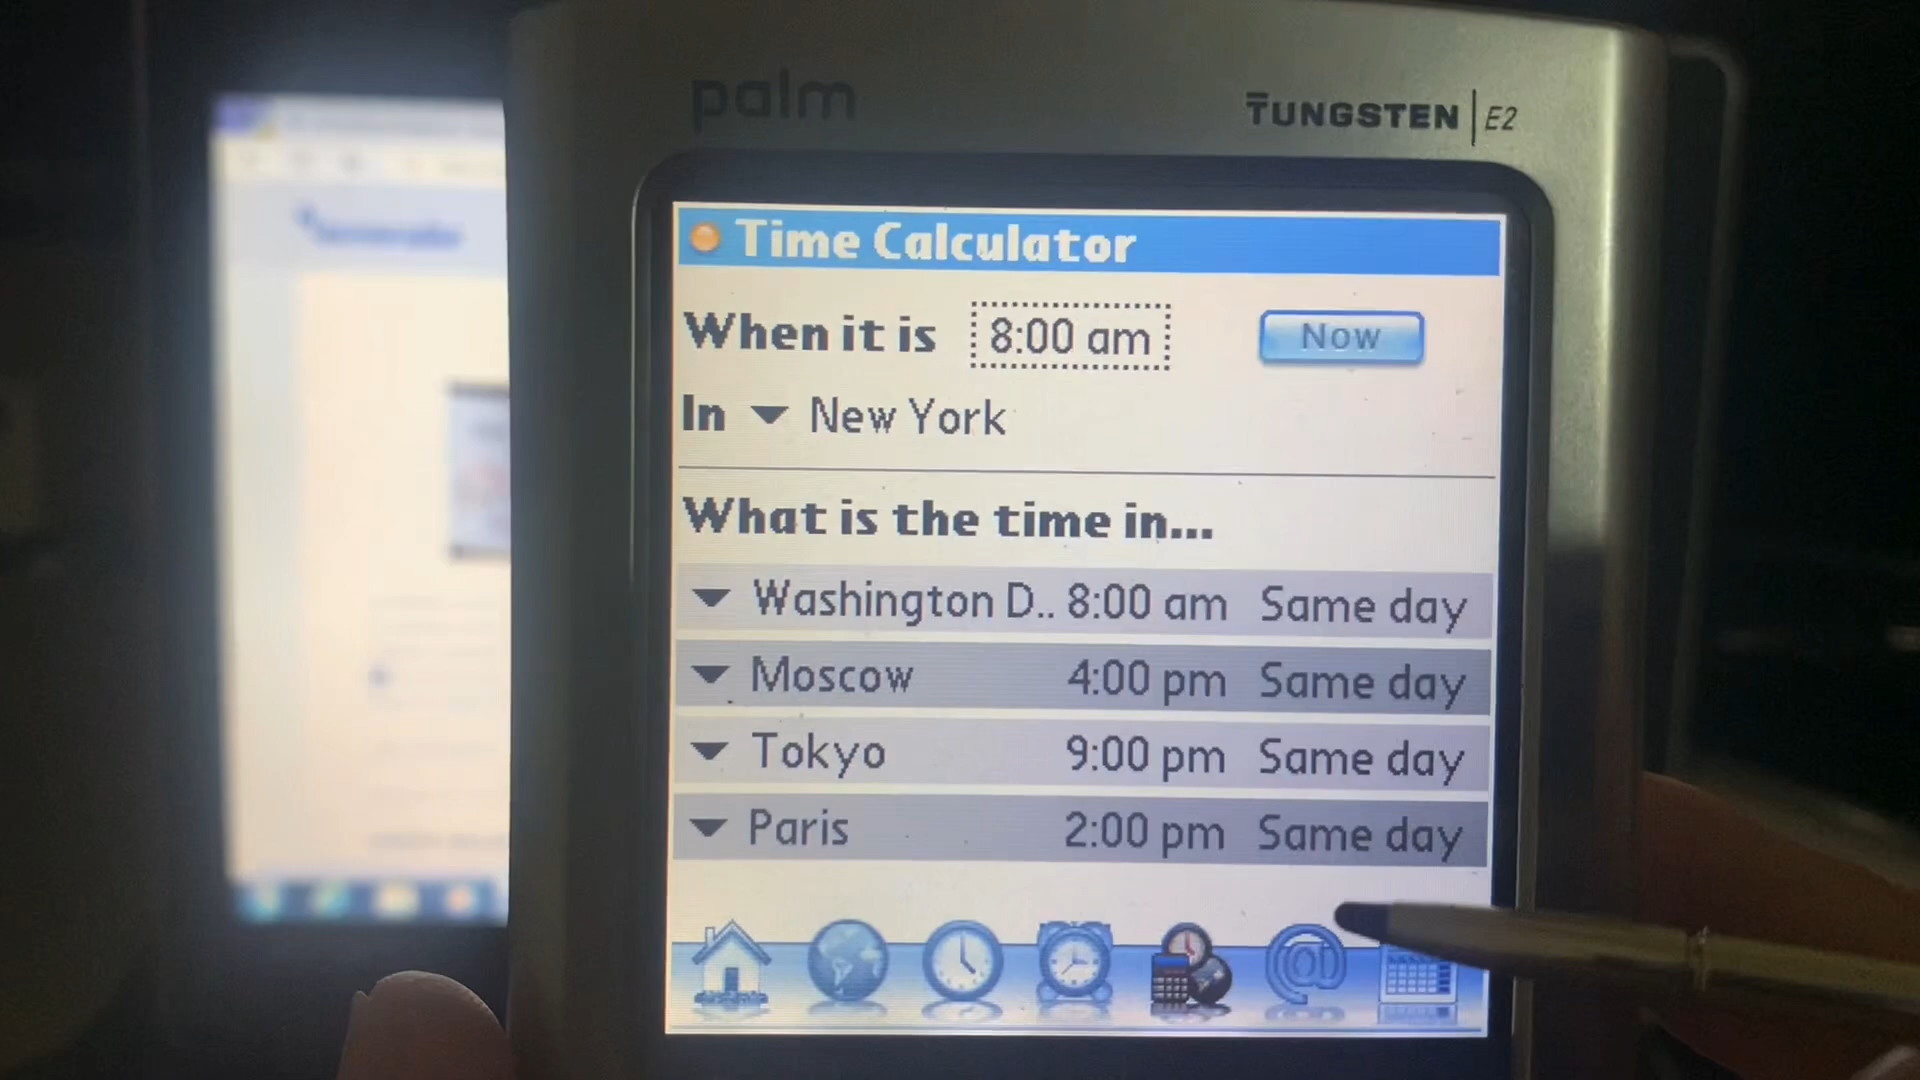 palm
TUNGSTEN | E2
Time Calculator
When it is 8:00 am Now
In New York
What is the time in...
Washington D.. 8:00 am Same day
Moscow 4:00 pm Same day
Tokyo 9:00 pm Same day
Paris 2:00 pm Same day
@